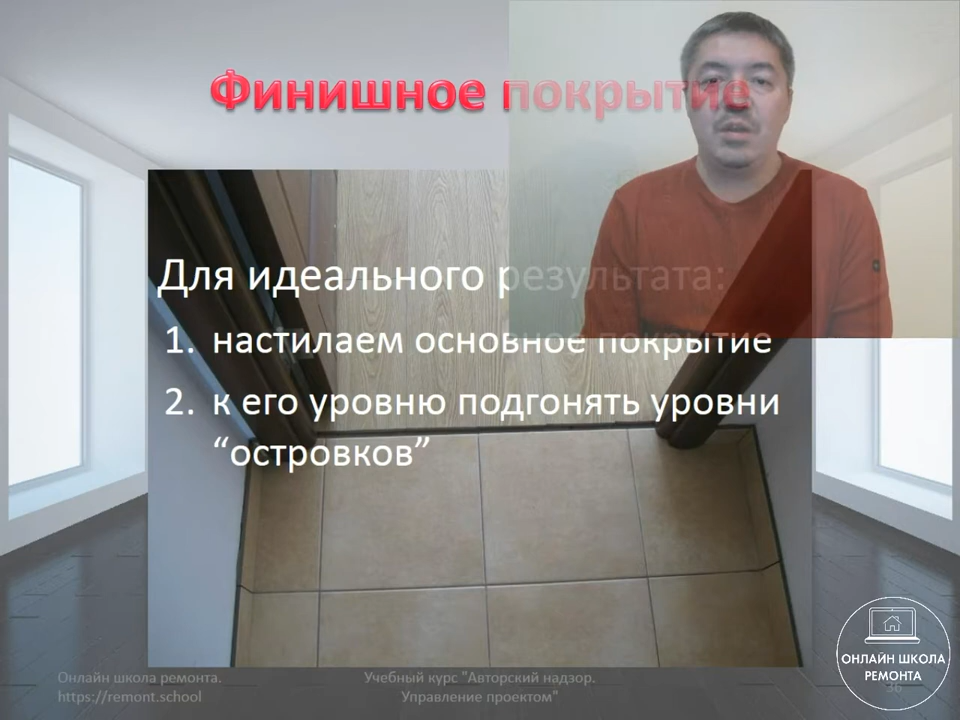 Финишное покрытие
Для идеального результата:
1. настилаем основное покрытие
2. к его уровню подгонять уровни
“островков”
Онлайн школа ремонта.
https://remont.school
Учебный курс "Авторский надзор.
Управление проектом"
ОНЛАЙН ШКОЛА
РЕМОНТА
36